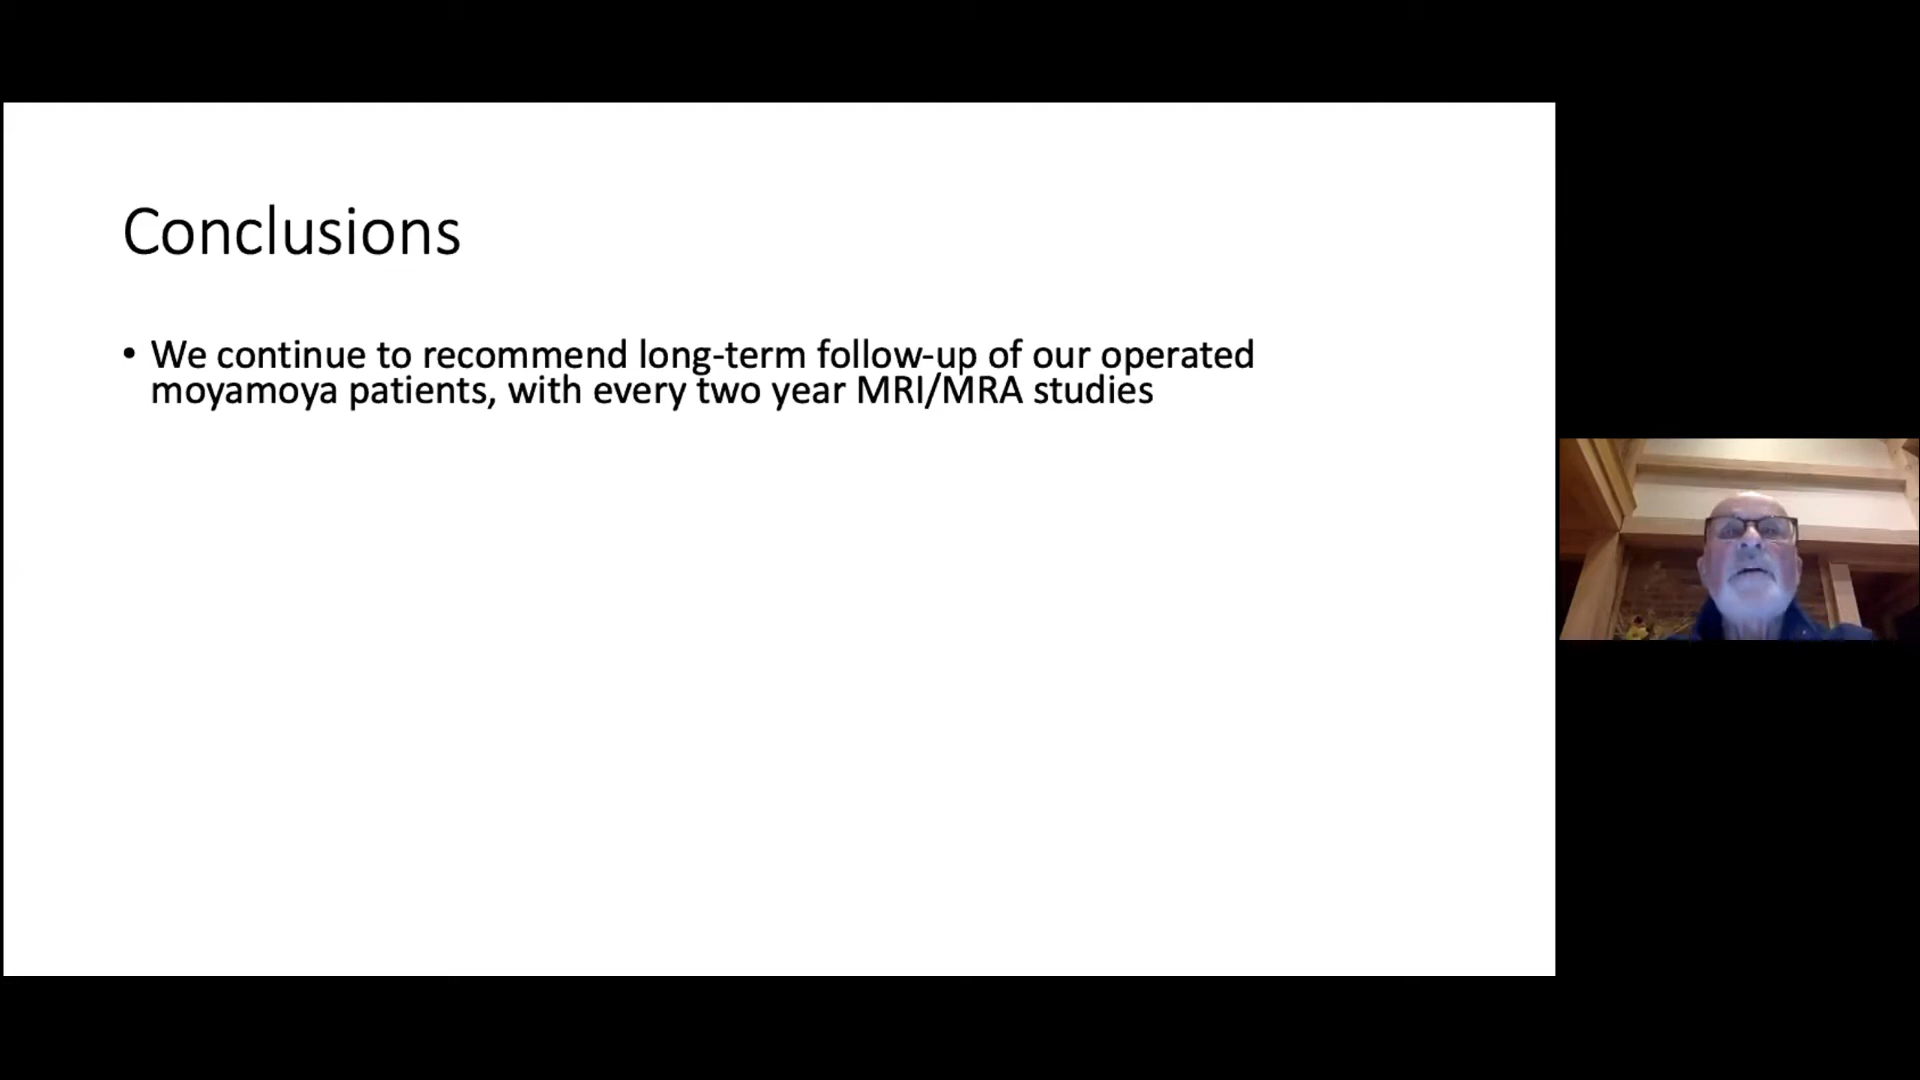 Conclusions
• We continue to recommend long-term follow-up of our operated
moyamoya patients, with every two year MRI/MRA studies